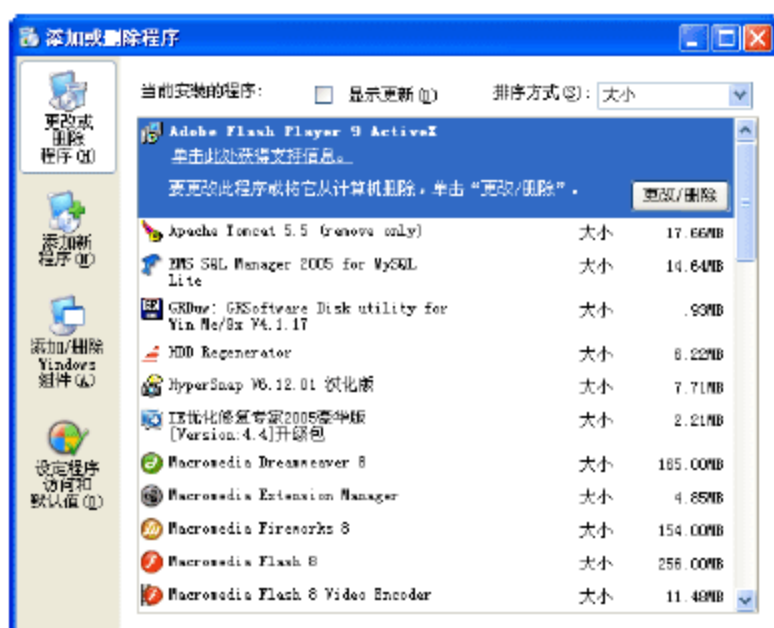 添加或删除程序
更改或
删除
程序(H)
添加新
程序(N)
添加/删除
Windows
组件(A)
设定程序
访问和
默认值(O)
当前安装的程序: 显示更新(D) 排序方式(S): 大小
Adobe Flash Player 9 ActiveX
单击此处获得支持信息。
要更改此程序或将它从计算机删除，单击“更改/删除”。 更改/删除
Apache Tomcat 5.5 (remove only) 大小 17.66MB
EMS SQL Manager 2005 for MySQL 大小 14.64MB
Lite
GRDuw: GRSoftware Disk utility for 大小 .93MB
Win Me/9x V4.1.17
HDD Regenerator 大小 6.22MB
HyperSnap V6.12.01 汉化版 大小 7.71MB
IE优化修复专家2005豪华版 大小 2.21MB
[Version:4.4]升级包
Macromedia Dreamweaver 8 大小 165.00MB
Macromedia Extension Manager 大小 4.85MB
Macromedia Fireworks 8 大小 154.00MB
Macromedia Flash 8 大小 256.00MB
Macromedia Flash 8 Video Encoder 大小 11.48MB